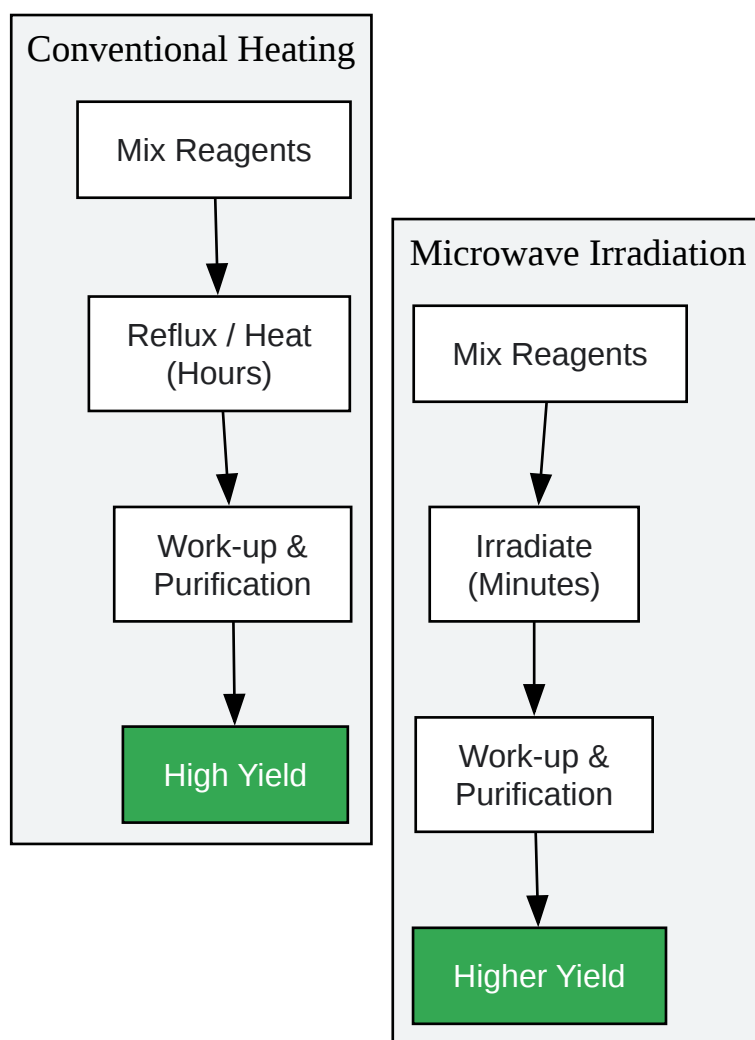 Conventional Heating
Mix Reagents
Reflux / Heat
(Hours)
Work-up &
Purification
High Yield
Microwave Irradiation
Mix Reagents
Irradiate
(Minutes)
Work-up &
Purification
Higher Yield